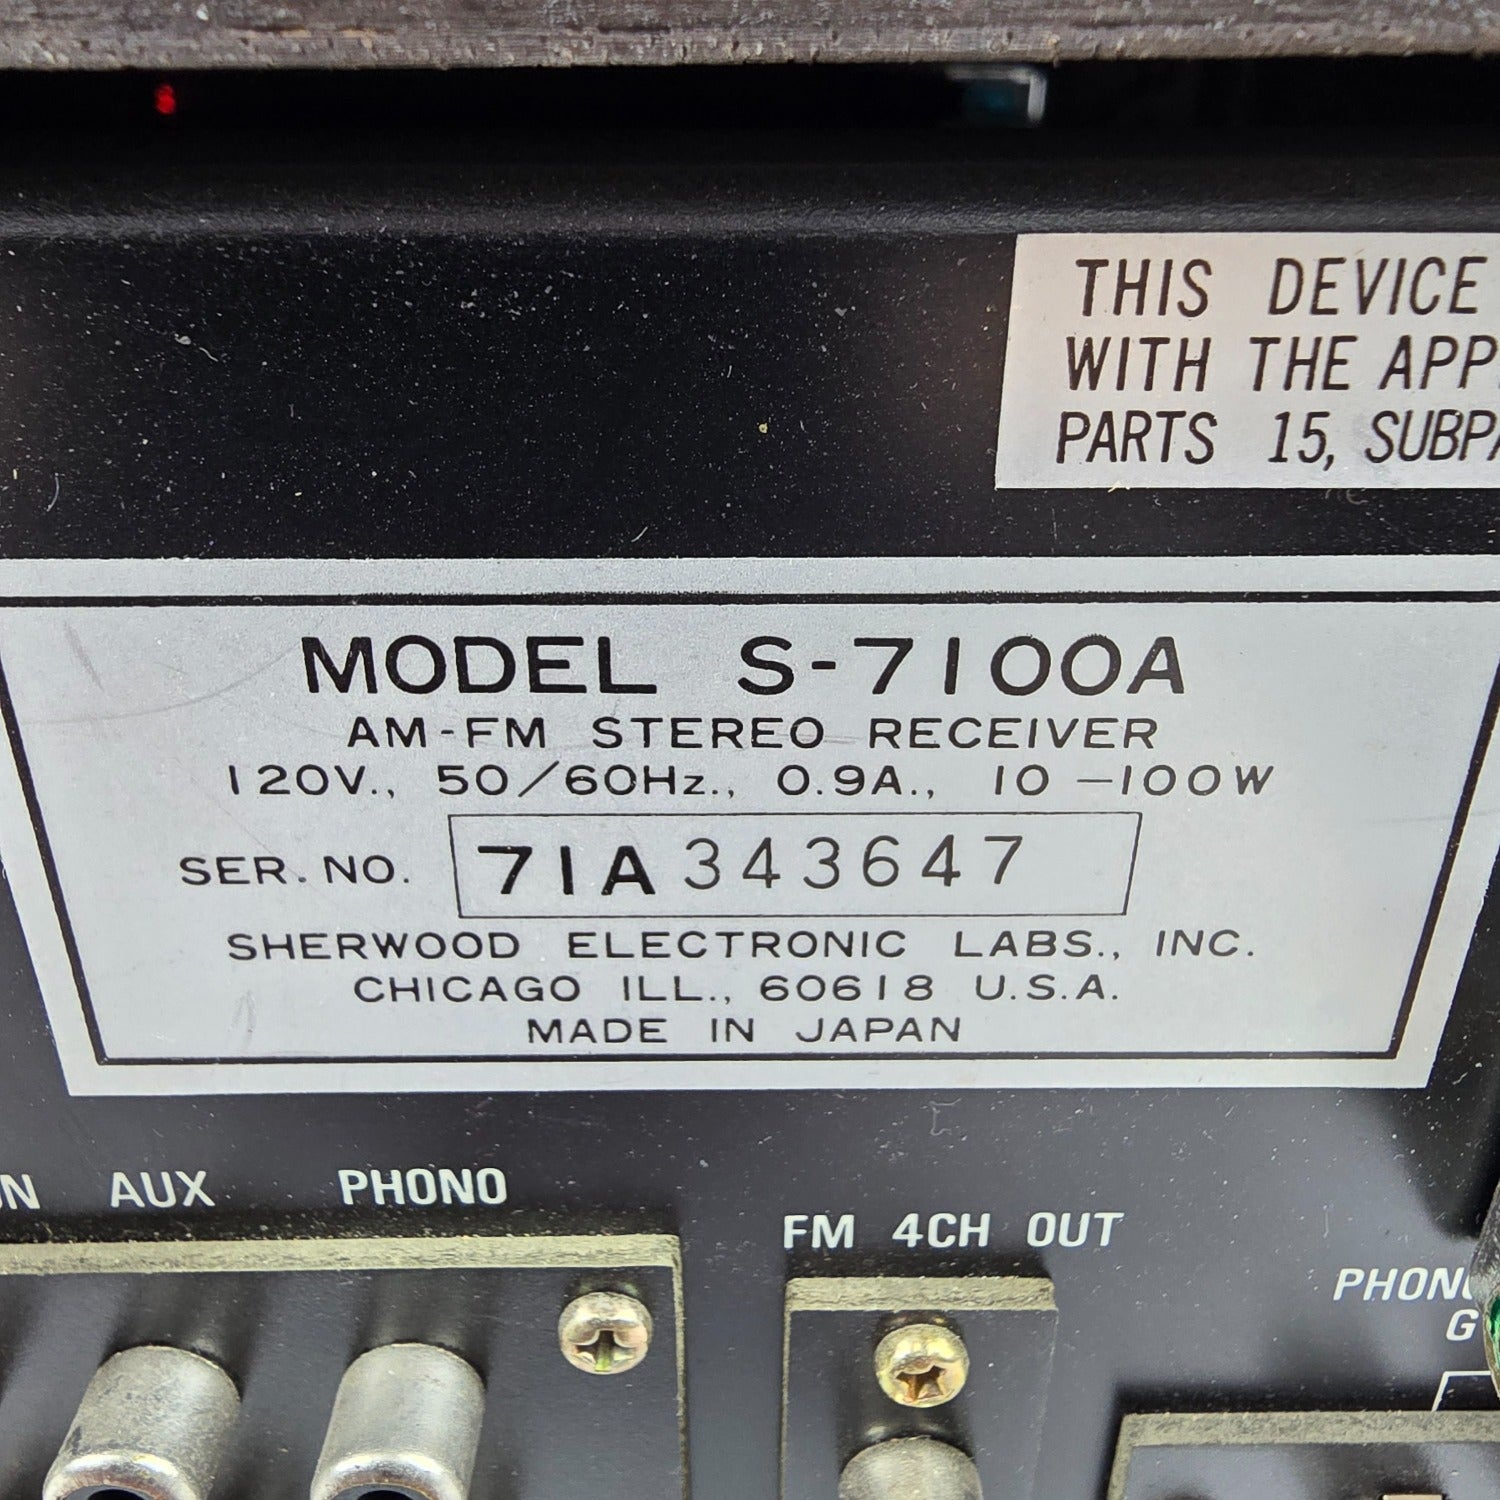 THIS DEVICE
WITH THE APP
PARTS 15, SUBPA
MODEL S-7100A
AM-FM STEREO RECEIVER
120V., 50/60Hz., 0.9A., 10-100W
SER. NO. 71A343647
SHERWOOD ELECTRONIC LABS., INC.
CHICAGO ILL., 60618 U.S.A.
MADE IN JAPAN
AUX PHONO
FM 4CH OUT
PHONO
G